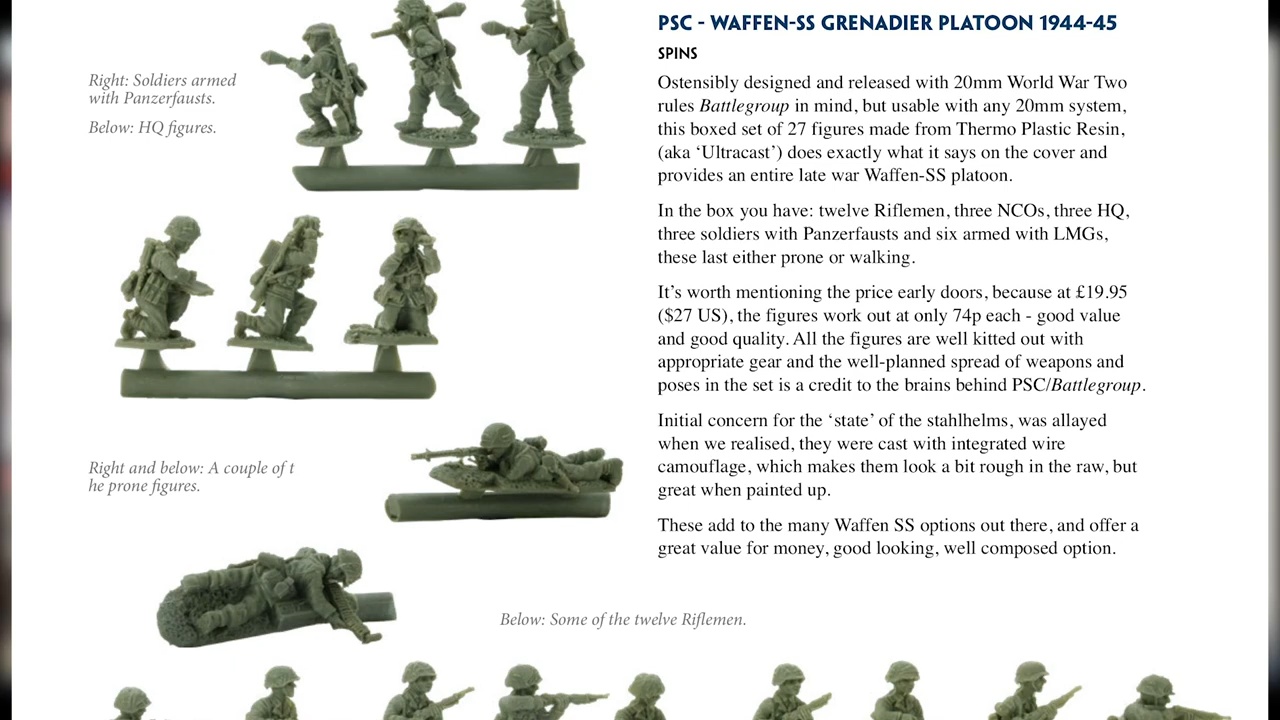 Right: Soldiers armed
with Panzerfausts.
Below: HQ figures.
Right and below: A couple of t
he prone figures.
Below: Some of the twelve Riflemen.
PSC - WAFFEN-SS GRENADIER PLATOON 1944-45
SPINS
Ostensibly designed and released with 20mm World War Two
rules Battlegroup in mind, but usable with any 20mm system,
this boxed set of 27 figures made from Thermo Plastic Resin,
(aka ‘Ultracast’) does exactly what it says on the cover and
provides an entire late war Waffen-SS platoon.
In the box you have: twelve Riflemen, three NCOs, three HQ,
three soldiers with Panzerfausts and six armed with LMGs,
these last either prone or walking.
It’s worth mentioning the price early doors, because at £19.95
($27 US), the figures work out at only 74p each - good value
and good quality. All the figures are well kitted out with
appropriate gear and the well-planned spread of weapons and
poses in the set is a credit to the brains behind PSC/Battlegroup.
Initial concern for the ‘state’ of the stahlhelms, was allayed
when we realised, they were cast with integrated wire
camouflage, which makes them look a bit rough in the raw, but
great when painted up.
These add to the many Waffen SS options out there, and offer a
great value for money, good looking, well composed option.